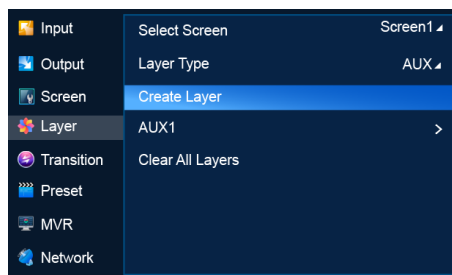 Input
Output
Screen
Layer
Transition
Preset
MVR
Network
Select Screen Screen1
Layer Type AUX
Create Layer
AUX1 >
Clear All Layers